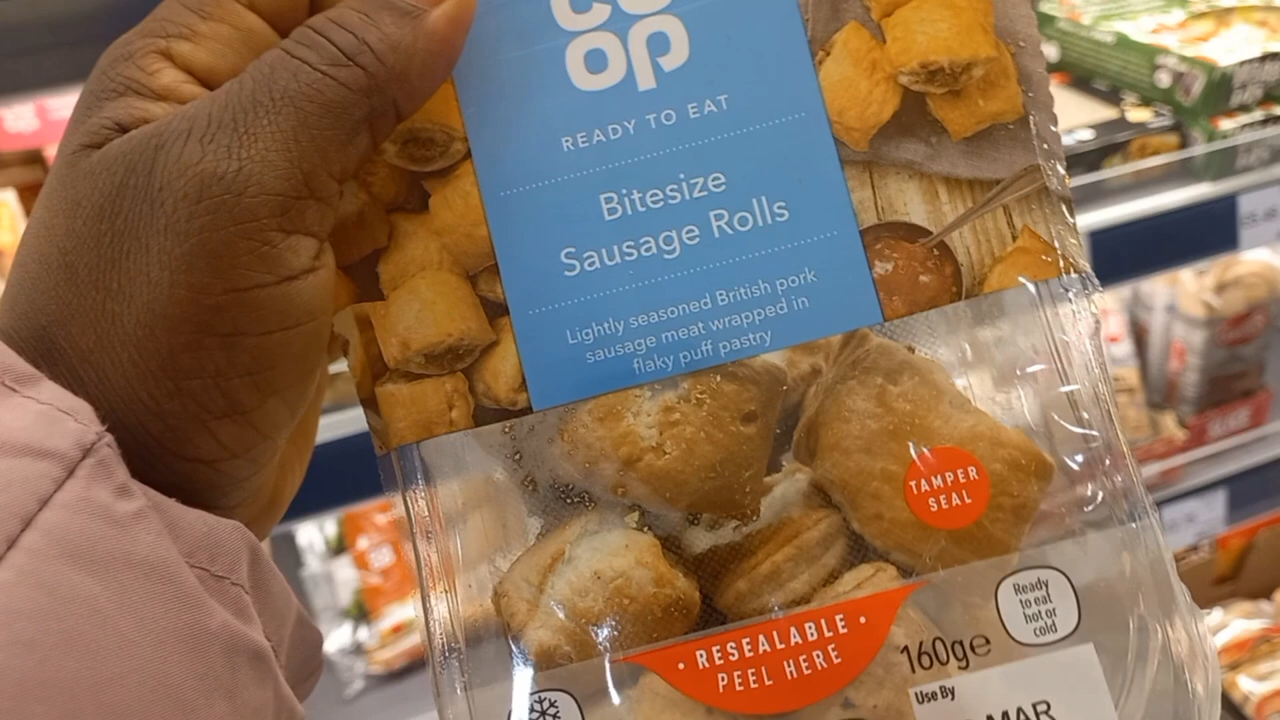 co
op
READY TO EAT
Bitesize
Sausage Rolls
Lightly seasoned British pork
sausage meat wrapped in
flaky puff pastry
TAMPER
SEAL
• RESEALABLE •
PEEL HERE
160g℮
Ready
to eat
hot or
cold
Use By
MAR